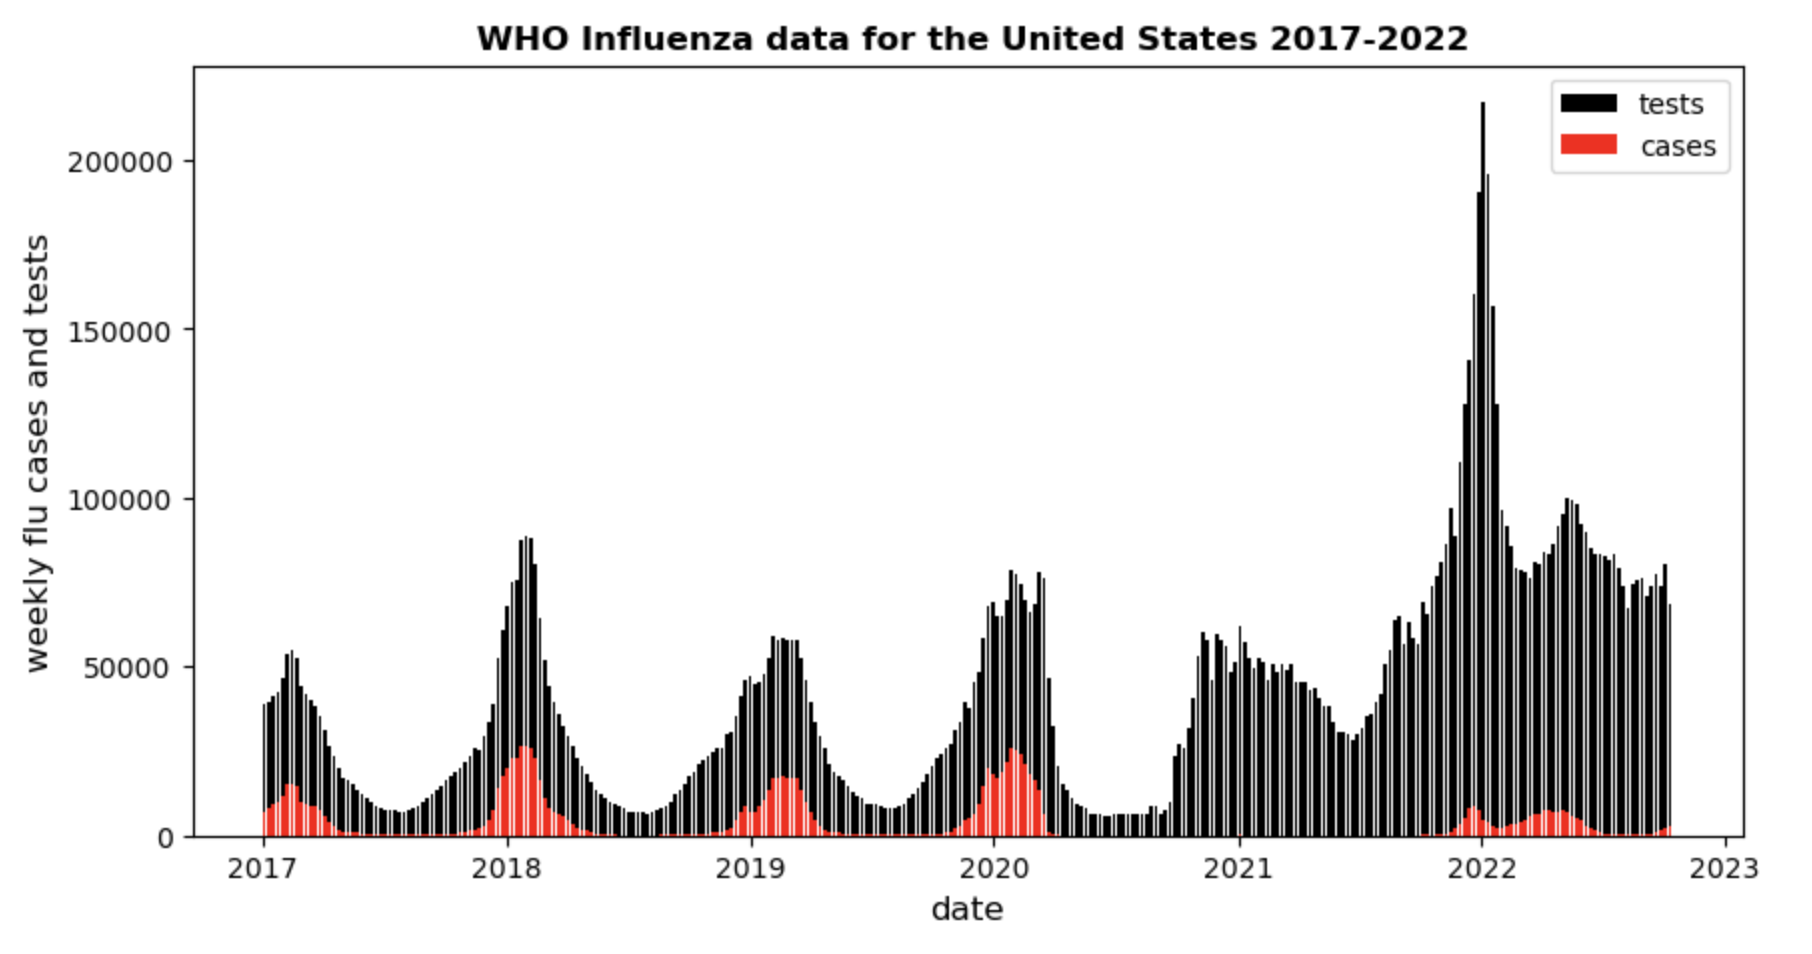 WHO Influenza data for the United States 2017-2022
tests
cases
weekly flu cases and tests
200000
150000
100000
50000
0
2017 2018 2019 2020 2021 2022 2023
date